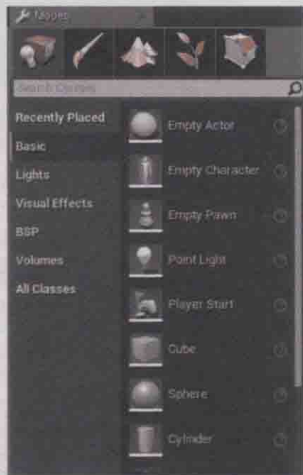 Modes
Search Classes
Recently Placed
Basic
Lights
Visual Effects
BSP
Volumes
All Classes
Empty Actor
Empty Character
Empty Pawn
Point Light
Player Start
Cube
Sphere
Cylinder